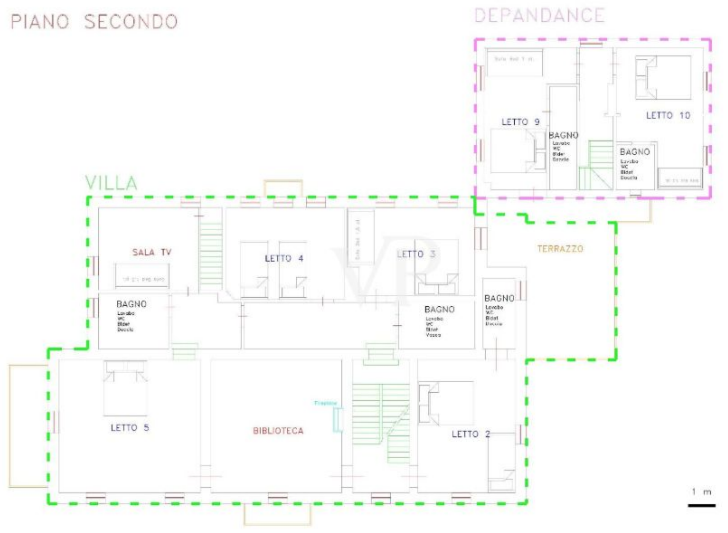 PIANO SECONDO
DEPANDANCE
LETTO 9
BAGNO
Lavabo
WC
Bidet
Doccia
LETTO 10
BAGNO
Lavabo
WC
Bidet
Doccia
VILLA
SALA TV
LETTO 4
LETTO 3
TERRAZZO
VP
BAGNO
Lavabo
WC
Bidet
Doccia
BAGNO
Lavabo
WC
Bidet
Vasca
BAGNO
Lavabo
WC
Bidet
Doccia
LETTO 5
BIBLIOTECA
LETTO 2
1 m